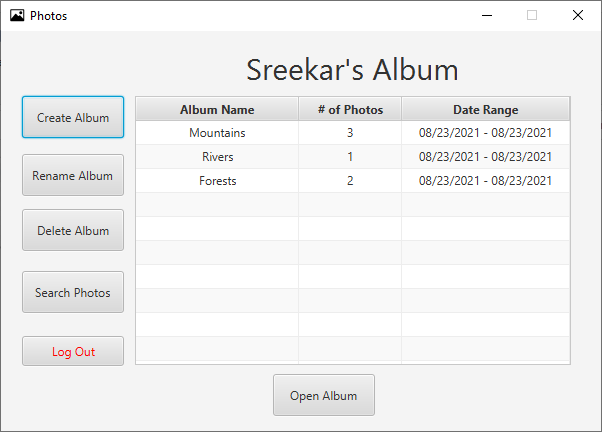 Photos
Sreekar's Album
Create Album
Rename Album
Delete Album
Search Photos
Log Out
Album Name # of Photos Date Range
Mountains 3 08/23/2021 - 08/23/2021
Rivers 1 08/23/2021 - 08/23/2021
Forests 2 08/23/2021 - 08/23/2021
Open Album